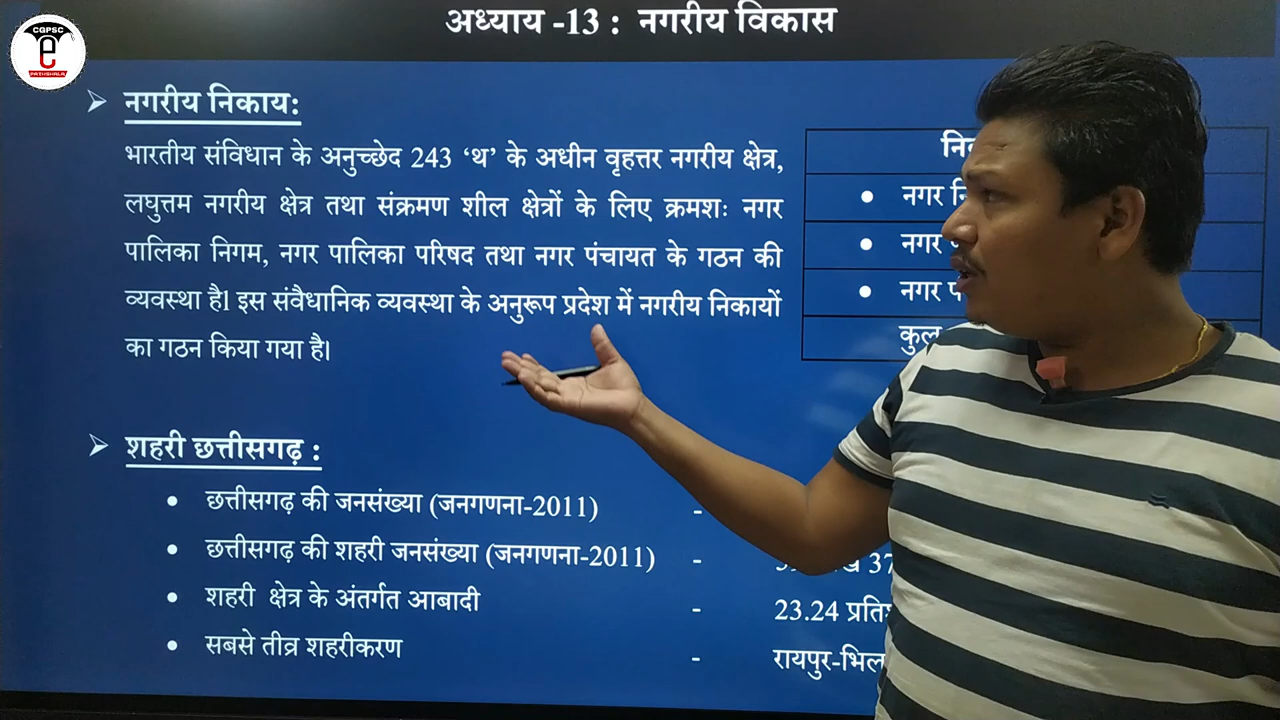 CGPSC
e
PATHSHALA
अध्याय -13 : नगरीय विकास
नगरीय निकाय:
भारतीय संविधान के अनुच्छेद 243 ‘थ’ के अधीन वृहत्तर नगरीय क्षेत्र,
लघुत्तम नगरीय क्षेत्र तथा संक्रमण शील क्षेत्रों के लिए क्रमशः नगर
पालिका निगम, नगर पालिका परिषद तथा नगर पंचायत के गठन की
व्यवस्था है। इस संवैधानिक व्यवस्था के अनुरूप प्रदेश में नगरीय निकायों
का गठन किया गया है।
• नगर
• नगर
• नगर
कुल
शहरी छत्तीसगढ़ :
• छत्तीसगढ़ की जनसंख्या (जनगणना-2011) -
• छत्तीसगढ़ की शहरी जनसंख्या (जनगणना-2011) - 37
• शहरी क्षेत्र के अंतर्गत आबादी - 23.24
• सबसे तीव्र शहरीकरण -